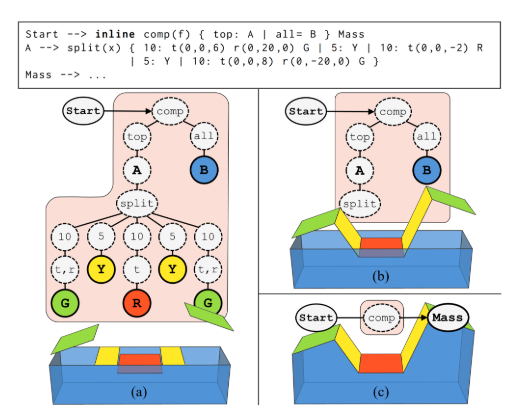 Start --> inline comp(f) { top: A | all= B } Mass
A --> split(x) { 10: t(0,0,6) r(0,20,0) G | 5: Y | 10: t(0,0,-2) R
| 5: Y | 10: t(0,0,8) r(0,-20,0) G }
Mass --> ...
Start comp
top all
A B
split
10 5 10 5 10
t,r Y t Y t,r
G R G
(a)
Start comp
top all
A B
split
(b)
Start comp Mass
(c)